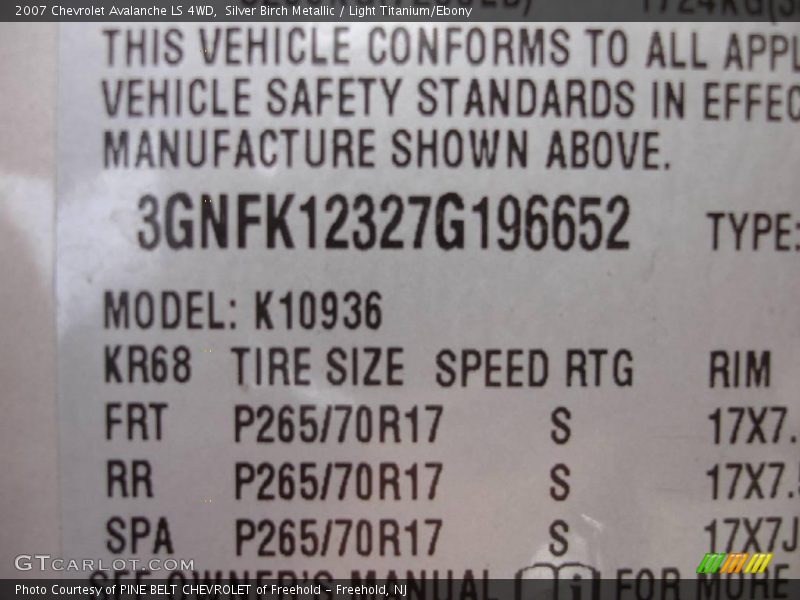 2007 Chevrolet Avalanche LS 4WD,  Silver Birch Metallic / Light Titanium/Ebony
THIS VEHICLE CONFORMS TO ALL APPL
VEHICLE SAFETY STANDARDS IN EFFEC
MANUFACTURE SHOWN ABOVE.
3GNFK12327G196652 TYPE:
MODEL: K10936
KR68 TIRE SIZE SPEED RTG RIM
FRT P265/70R17 S 17X7.
RR P265/70R17 S 17X7.
SPA P265/70R17 S 17X7J
GTCARLOT.COM
SEE OWNER'S MANUAL FOR MORE
Photo Courtesy of PINE BELT CHEVROLET of Freehold - Freehold, NJ